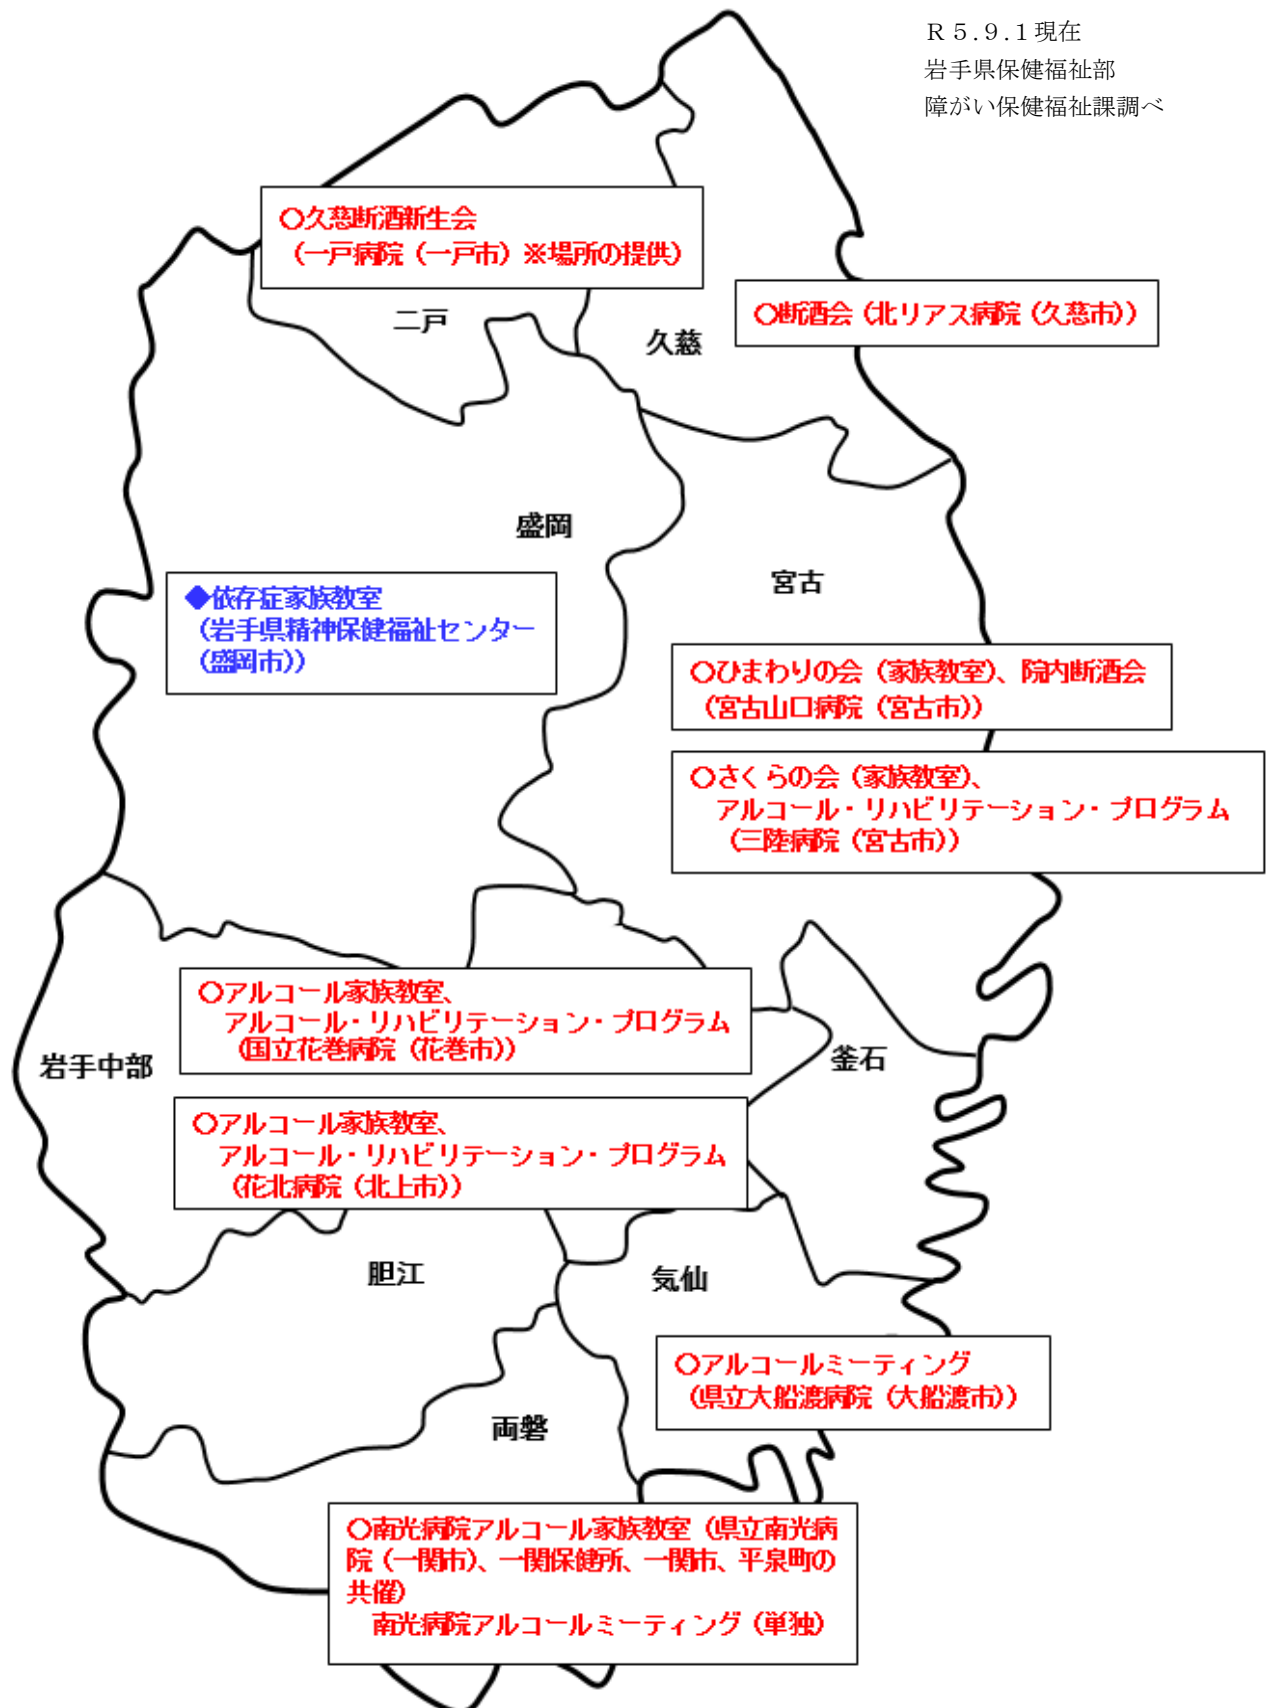 Ｒ５.９.１現在
岩手県保健福祉部
障がい保健福祉課調べ
○久慈断酒新生会
（一戸病院（一戸市）※場所の提供）
二戸
久慈
○断酒会（北リアス病院（久慈市））
盛岡
宮古
◆依存症家族教室
（岩手県精神保健福祉センター
（盛岡市））
○ひまわりの会（家族教室）、院内断酒会
（宮古山口病院（宮古市））
○さくらの会（家族教室）、
アルコール・リハビリテーション・プログラム
（三陸病院（宮古市））
○アルコール家族教室、
アルコール・リハビリテーション・プログラム
（国立花巻病院（花巻市））
岩手中部
釜石
○アルコール家族教室、
アルコール・リハビリテーション・プログラム
（花北病院（北上市））
胆江
気仙
○アルコールミーティング
（県立大船渡病院（大船渡市））
両磐
○南光病院アルコール家族教室（県立南光病
院（一関市）、一関保健所、一関市、平泉町の
共催）
南光病院アルコールミーティング（単独）